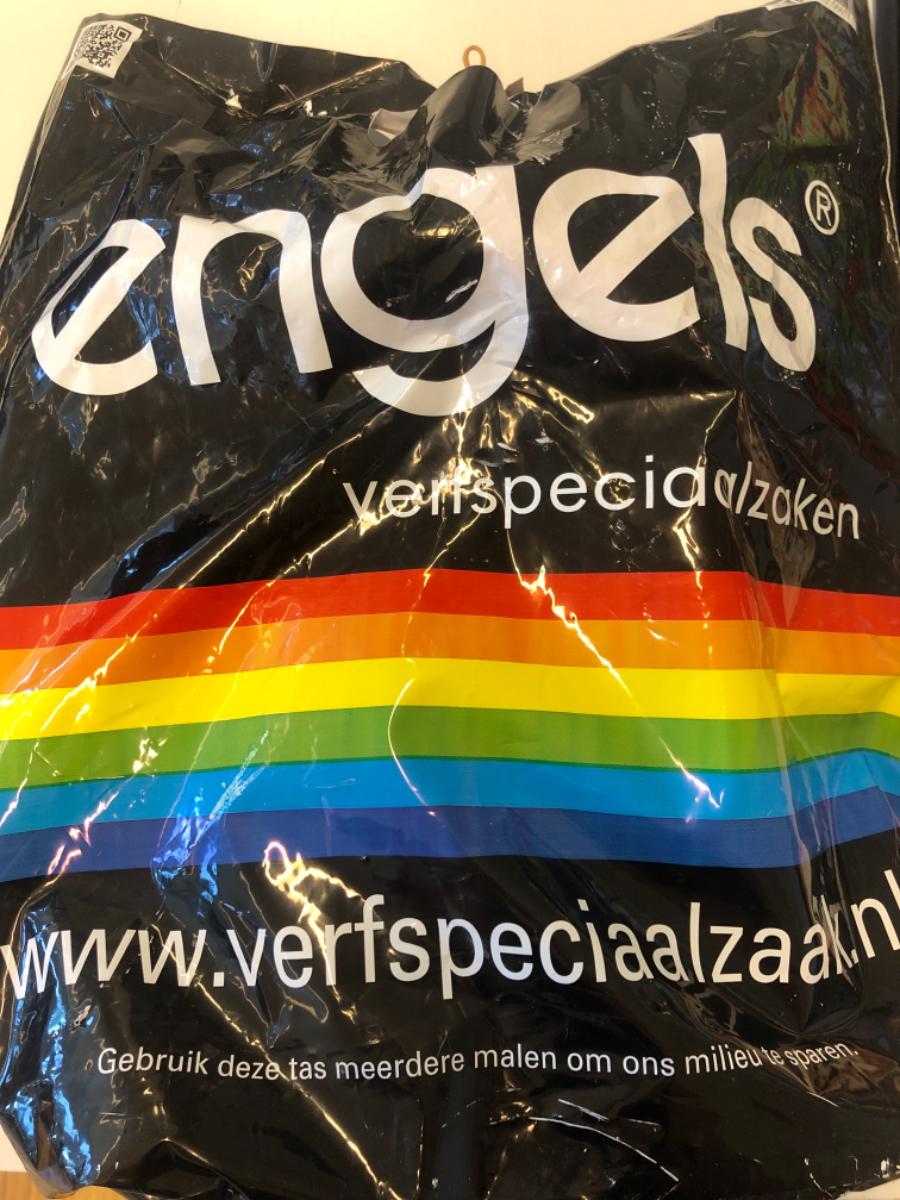 engels®
verfspeciaalzaken
www.verfspeciaalzaak.nl
Gebruik deze tas meerdere malen om ons milieu te sparen.